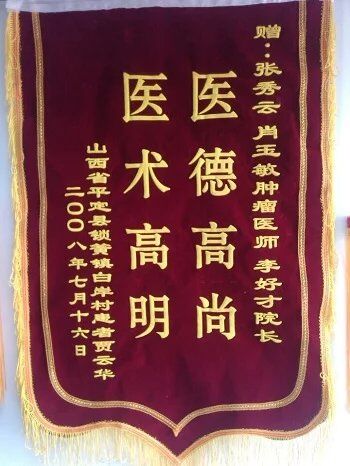 赠：张秀云 肖玉敏肿瘤医师 李好才院长
医德高尚
医术高明
山西省平定县锁簧镇白岸村患者贾云华
二〇〇八年七月十六日